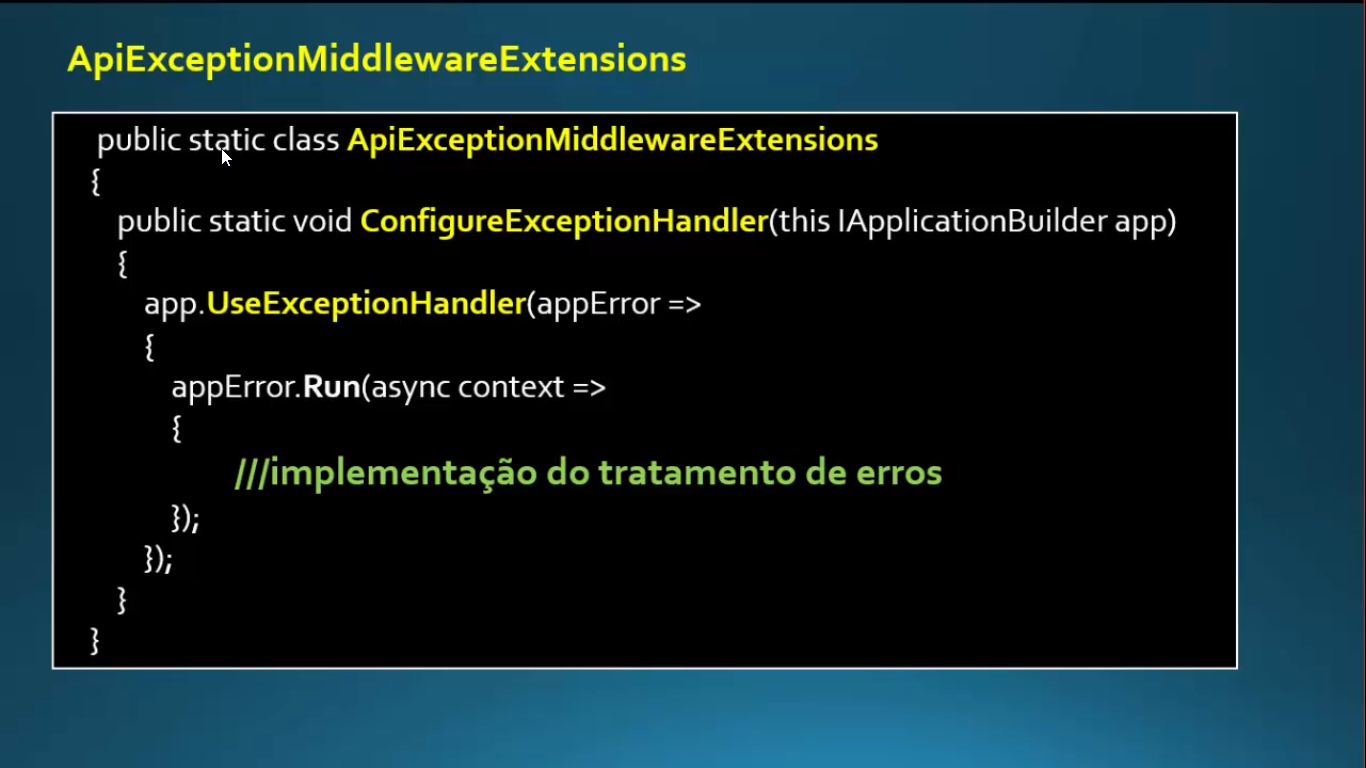 ApiExceptionMiddlewareExtensions
public static class ApiExceptionMiddlewareExtensions
{
public static void ConfigureExceptionHandler(this IApplicationBuilder app)
{
app.UseExceptionHandler(appError =>
{
appError.Run(async context =>
{
///implementação do tratamento de erros
});
});
}
}